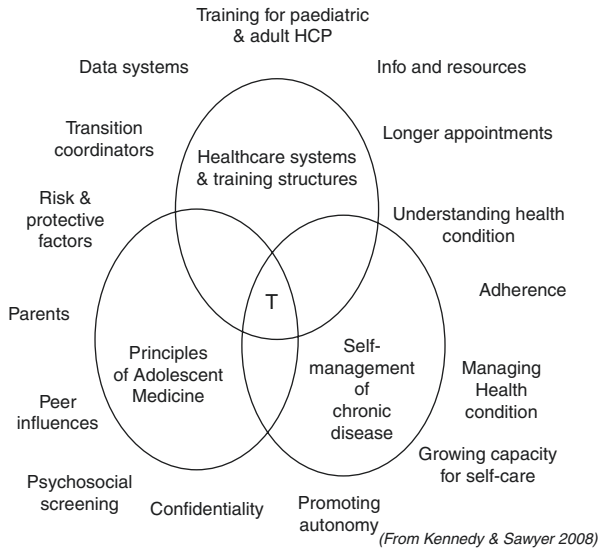 Training for paediatric
& adult HCP
Data systems
Info and resources
Transition
coordinators
Longer appointments
Healthcare systems
& training structures
Risk &
protective
factors
Understanding health
condition
Adherence
T
Parents
Principles
of Adolescent
Medicine
Self-
management
of
chronic
disease
Managing
Health
condition
Peer
influences
Growing capacity
for self-care
Psychosocial
screening
Confidentiality
Promoting
autonomy
(From Kennedy & Sawyer 2008)